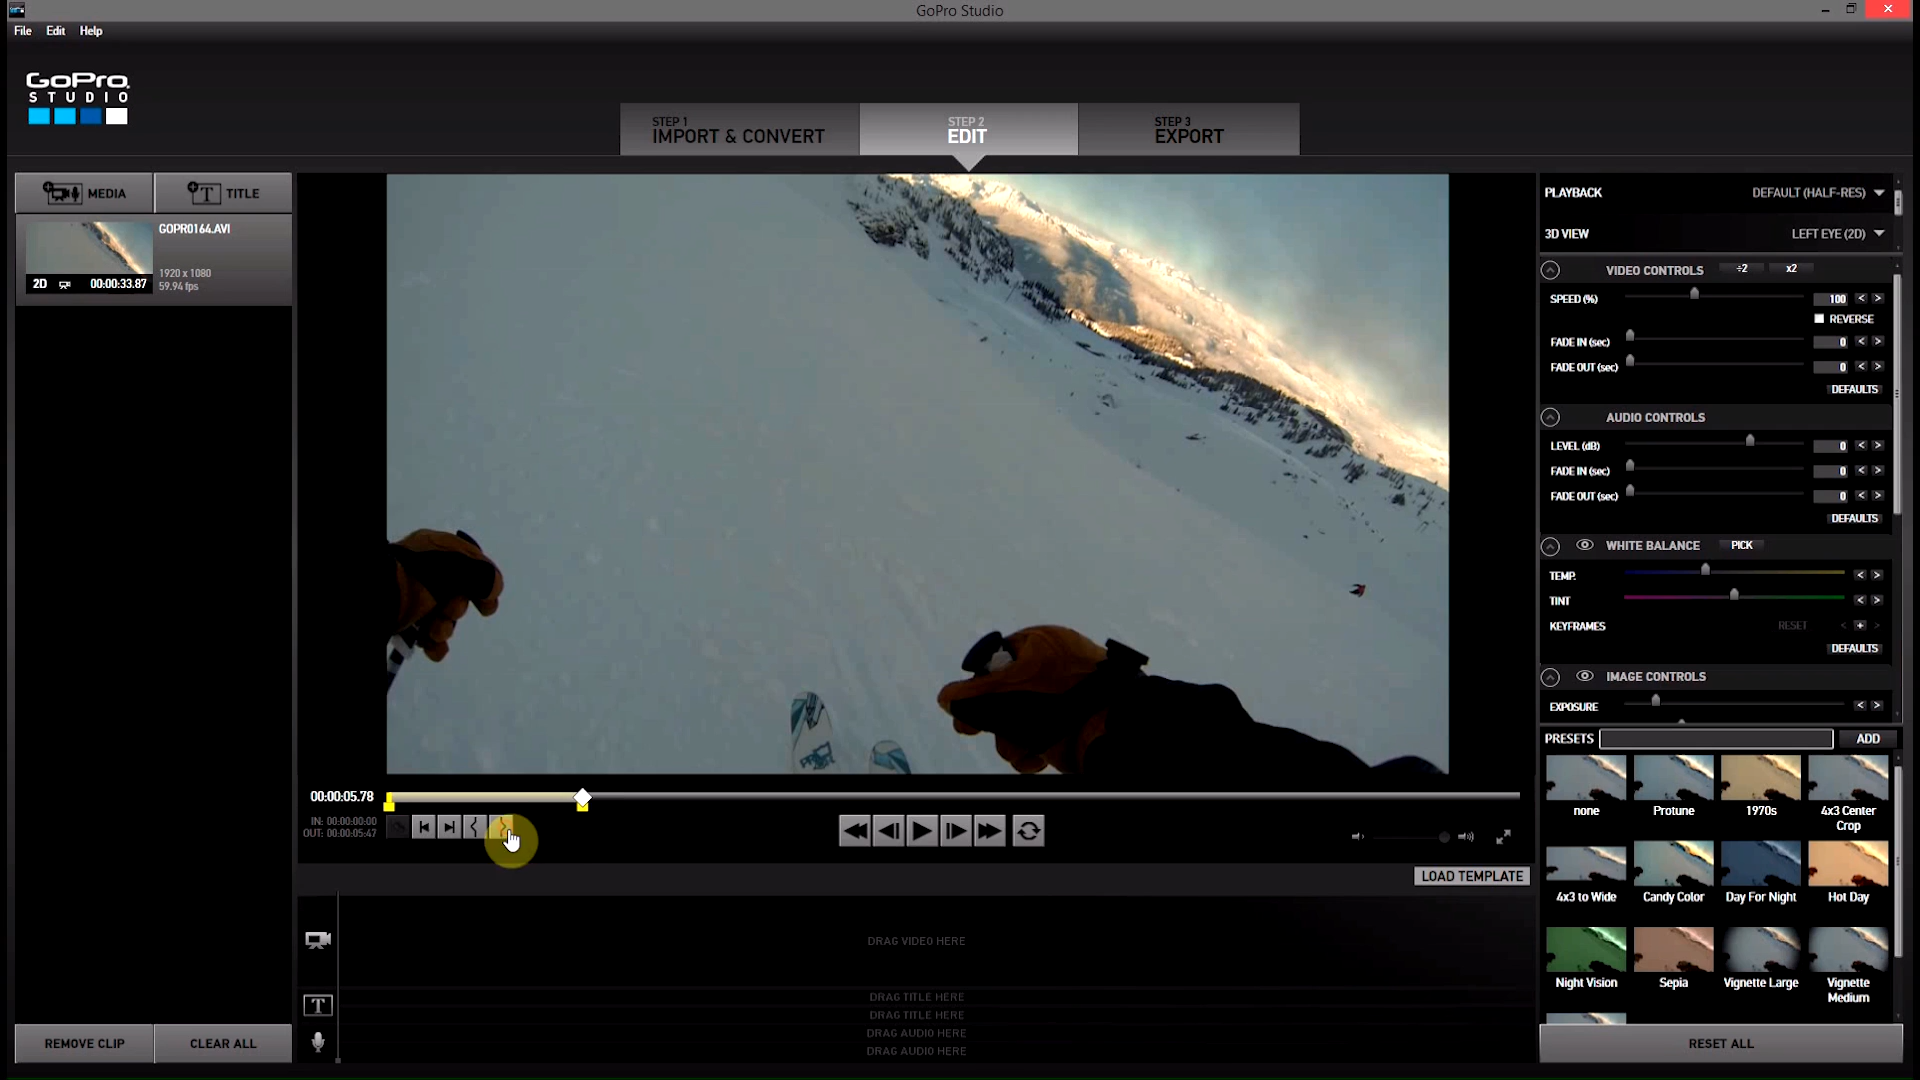 GoPro Studio
File Edit Help
GoPro
STUDIO
STEP 1
IMPORT & CONVERT
STEP 2
EDIT
STEP 3
EXPORT
MEDIA
TITLE
GOPR0164.AVI
1920 x 1080
59.94 fps
2D 00:00:33.87
PLAYBACK DEFAULT (HALF-RES)
3D VIEW LEFT EYE (2D)
VIDEO CONTROLS ÷2 x2
SPEED (%) 100 < >
REVERSE
FADE IN (sec) 0 < >
FADE OUT (sec) 0 < >
DEFAULTS
AUDIO CONTROLS
LEVEL (dB) 0 < >
FADE IN (sec) 0 < >
FADE OUT (sec) 0 < >
DEFAULTS
WHITE BALANCE PICK
TEMP. < >
TINT < >
KEYFRAMES RESET < + >
DEFAULTS
IMAGE CONTROLS
EXPOSURE < >
PRESETS ADD
none
Protune
1970s
4x3 Center
Crop
4x3 to Wide
Candy Color
Day For Night
Hot Day
Night Vision
Sepia
Vignette Large
Vignette
Medium
RESET ALL
00:00:05.78
IN: 00:00:00:00
OUT: 00:00:05:47
LOAD TEMPLATE
DRAG VIDEO HERE
T
DRAG TITLE HERE
DRAG TITLE HERE
DRAG AUDIO HERE
DRAG AUDIO HERE
REMOVE CLIP
CLEAR ALL